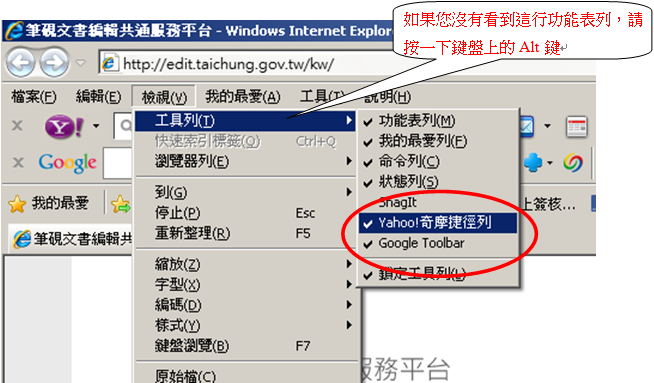 筆硯文書編輯共通服務平台 - Windows Internet Explor
如果您沒有看到這行功能表列，請
按一下鍵盤上的 Alt 鍵
http://edit.taichung.gov.tw/kw/
檔案(F) 編輯(E) 檢視(V) 我的最愛(A) 工具(T) 說明(H)
工具列(T)
快速索引標籤(Q) Ctrl+Q
瀏覽器列(E)
到(G)
停止(P) Esc
重新整理(R) F5
縮放(Z)
字型(X)
編碼(D)
樣式(Y)
鍵盤瀏覽(B) F7
原始檔(C)
功能表列(M)
我的最愛列(F)
命令列(C)
狀態列(S)
SnagIt
Yahoo!奇摩捷徑列
Google Toolbar
鎖定工具列(L)
Y!
Google
我的最愛
上簽核...
筆硯文書編輯共
服務平台